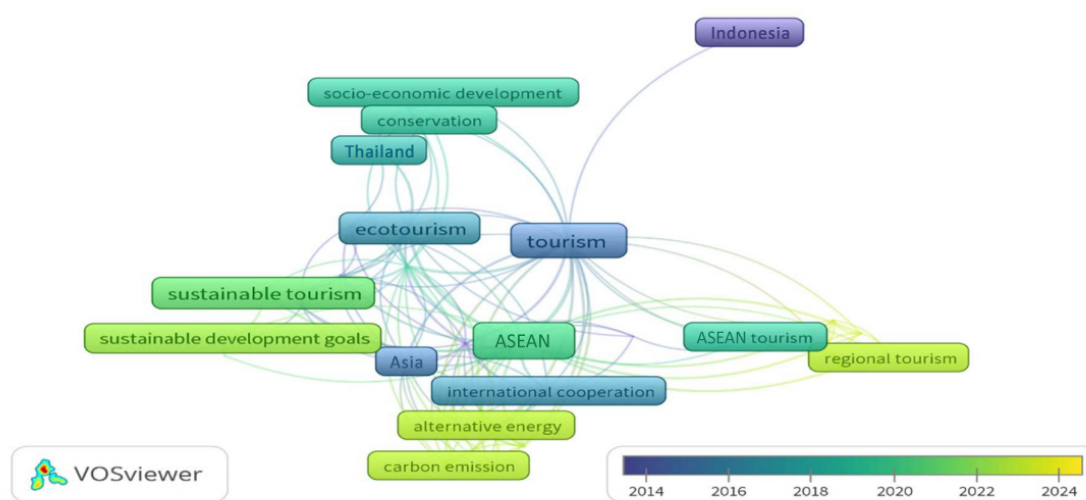 Indonesia
socio-economic development
conservation
Thailand
ecotourism
tourism
sustainable tourism
sustainable development goals
ASEAN
ASEAN tourism
regional tourism
Asia
international cooperation
alternative energy
carbon emission
VOSviewer
2014 2016 2018 2020 2022 2024